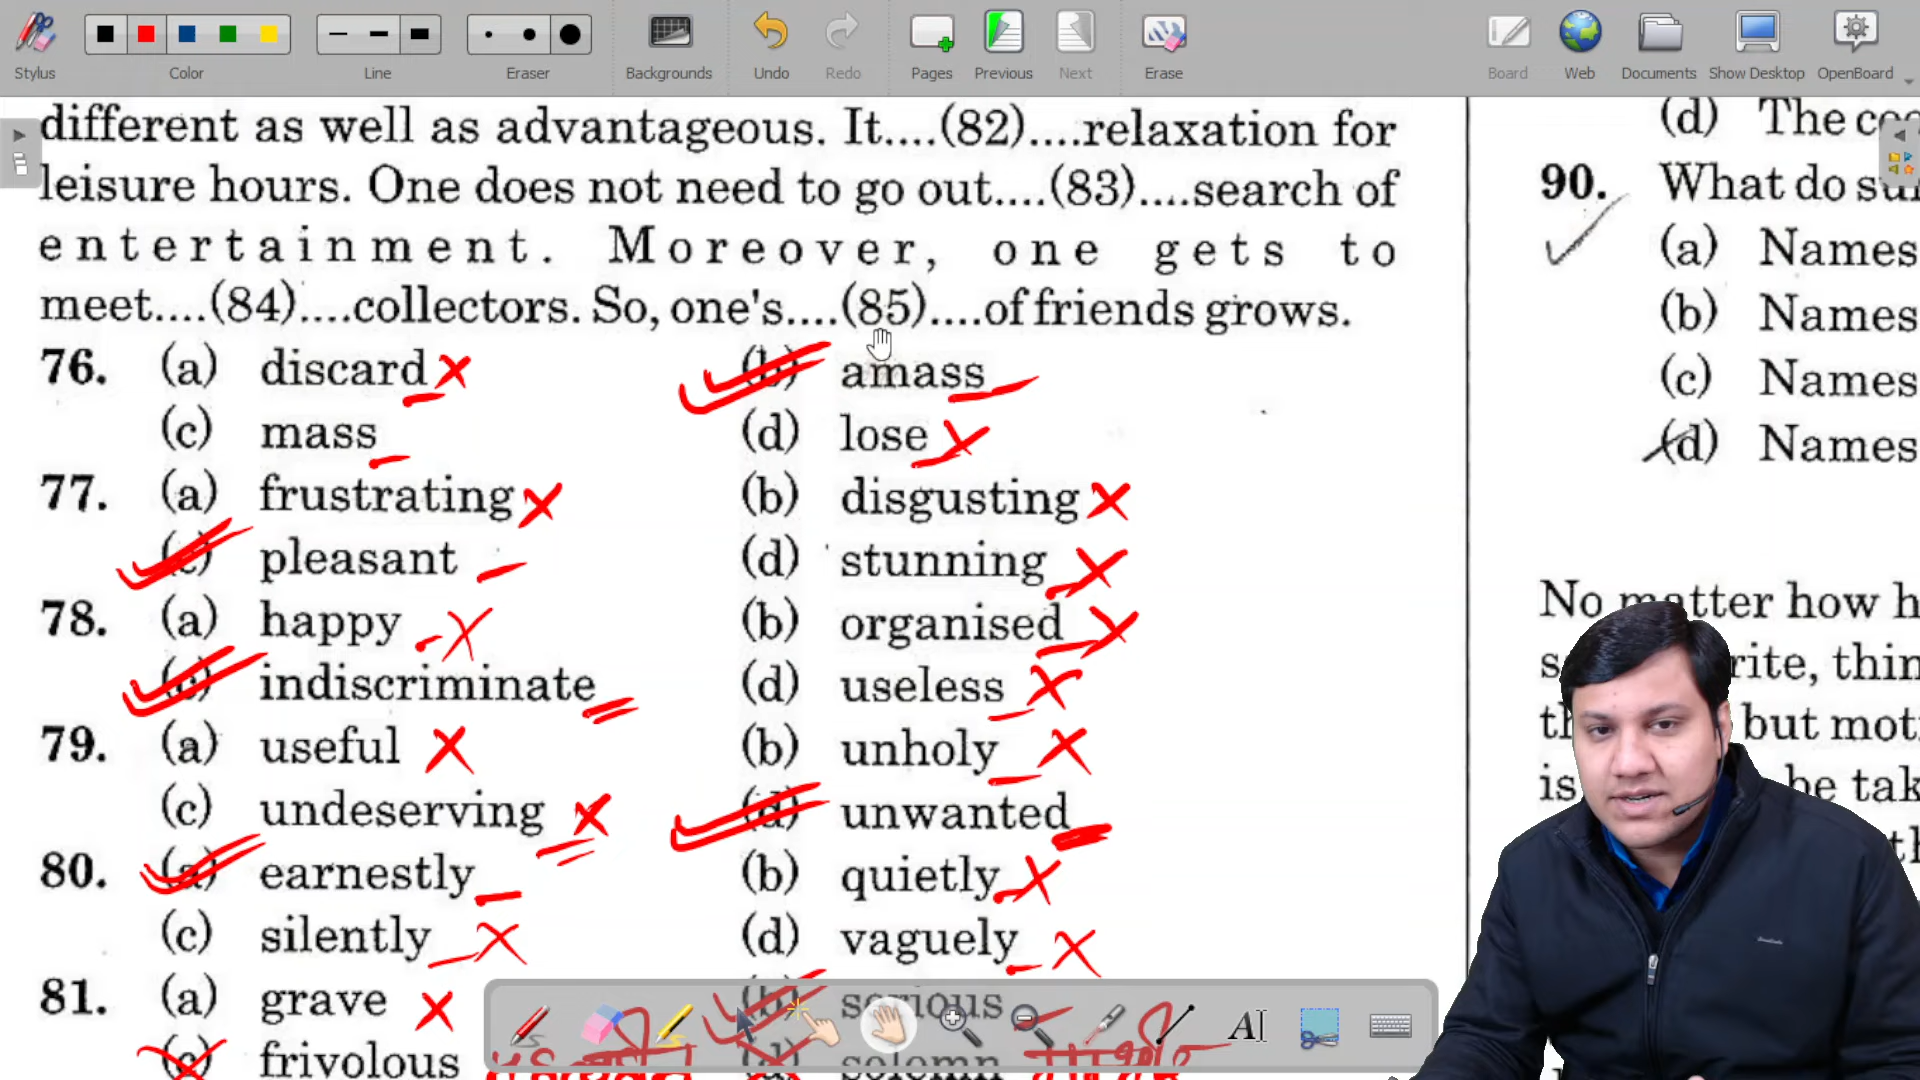 Stylus Color Line Eraser Backgrounds Undo Redo Pages Previous Next Erase Board Web Documents Show Desktop OpenBoard
different as well as advantageous. It....(82)....relaxation for
leisure hours. One does not need to go out....(83)....search of
entertainment. Moreover, one gets to
meet....(84)....collectors. So, one's....(85)....of friends grows.
76. (a) discard (b) amass
(c) mass (d) lose
77. (a) frustrating (b) disgusting
(c) pleasant (d) stunning
78. (a) happy (b) organised
(c) indiscriminate (d) useless
79. (a) useful (b) unholy
(c) undeserving (d) unwanted
80. (a) earnestly (b) quietly
(c) silently (d) vaguely
81. (a) grave (b) serious
(c) frivolous (d) solemn
(d) The
90. What do
(a) Names
(b) Names
(c) Names
(d) Names
No matter how
but
be